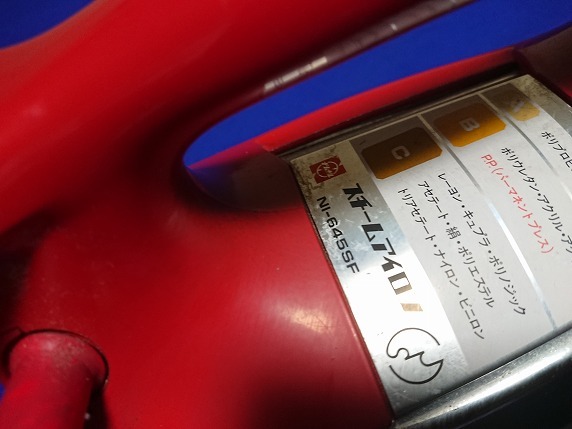 スチームアイロン
NI-645SF
C
レーヨン・キュプラ・ポリノジック
アセテート・絹・ポリエステル
トリアセテート・ナイロン・ビニロン
B
ポリウレタン・アクリル・アク
PP(パーマネントプレス)
A
ポリプロピ